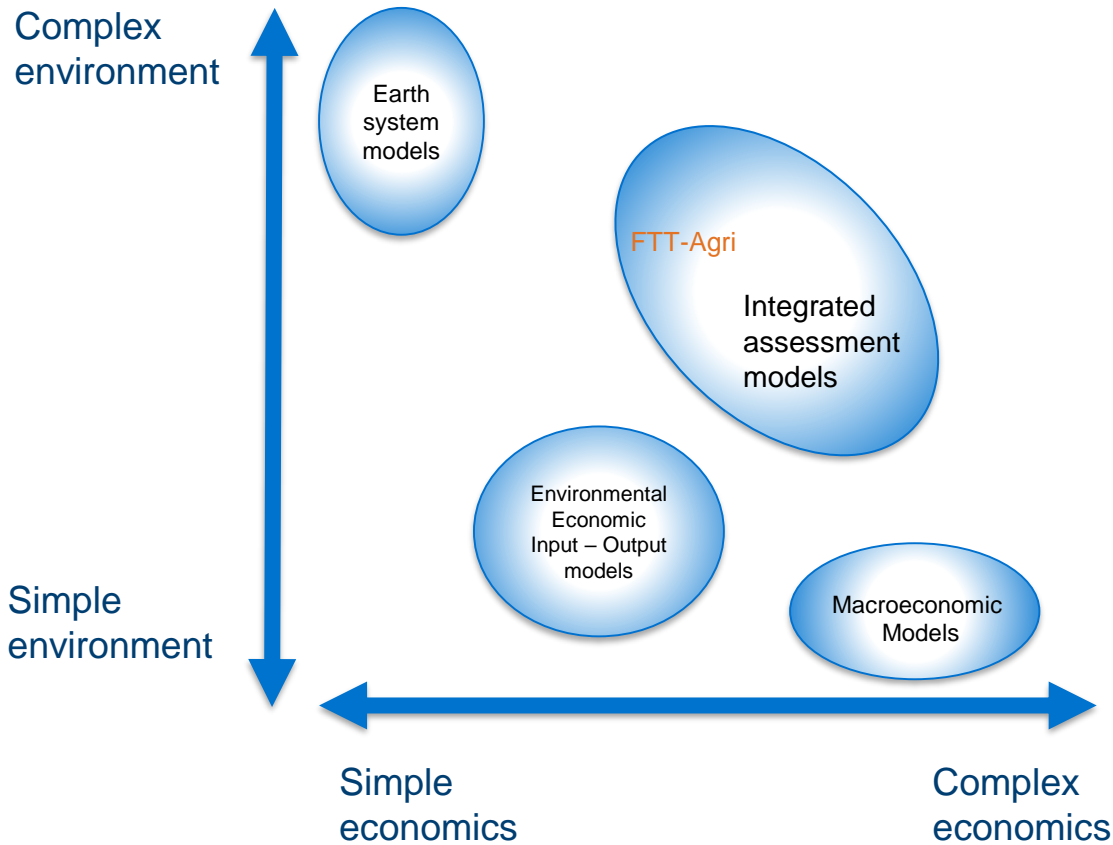 Complex
environment
Earth
system
models
FTT-Agri
Integrated
assessment
models
Environmental
Economic
Input – Output
models
Simple
environment
Macroeconomic
Models
Simple
economics
Complex
economics